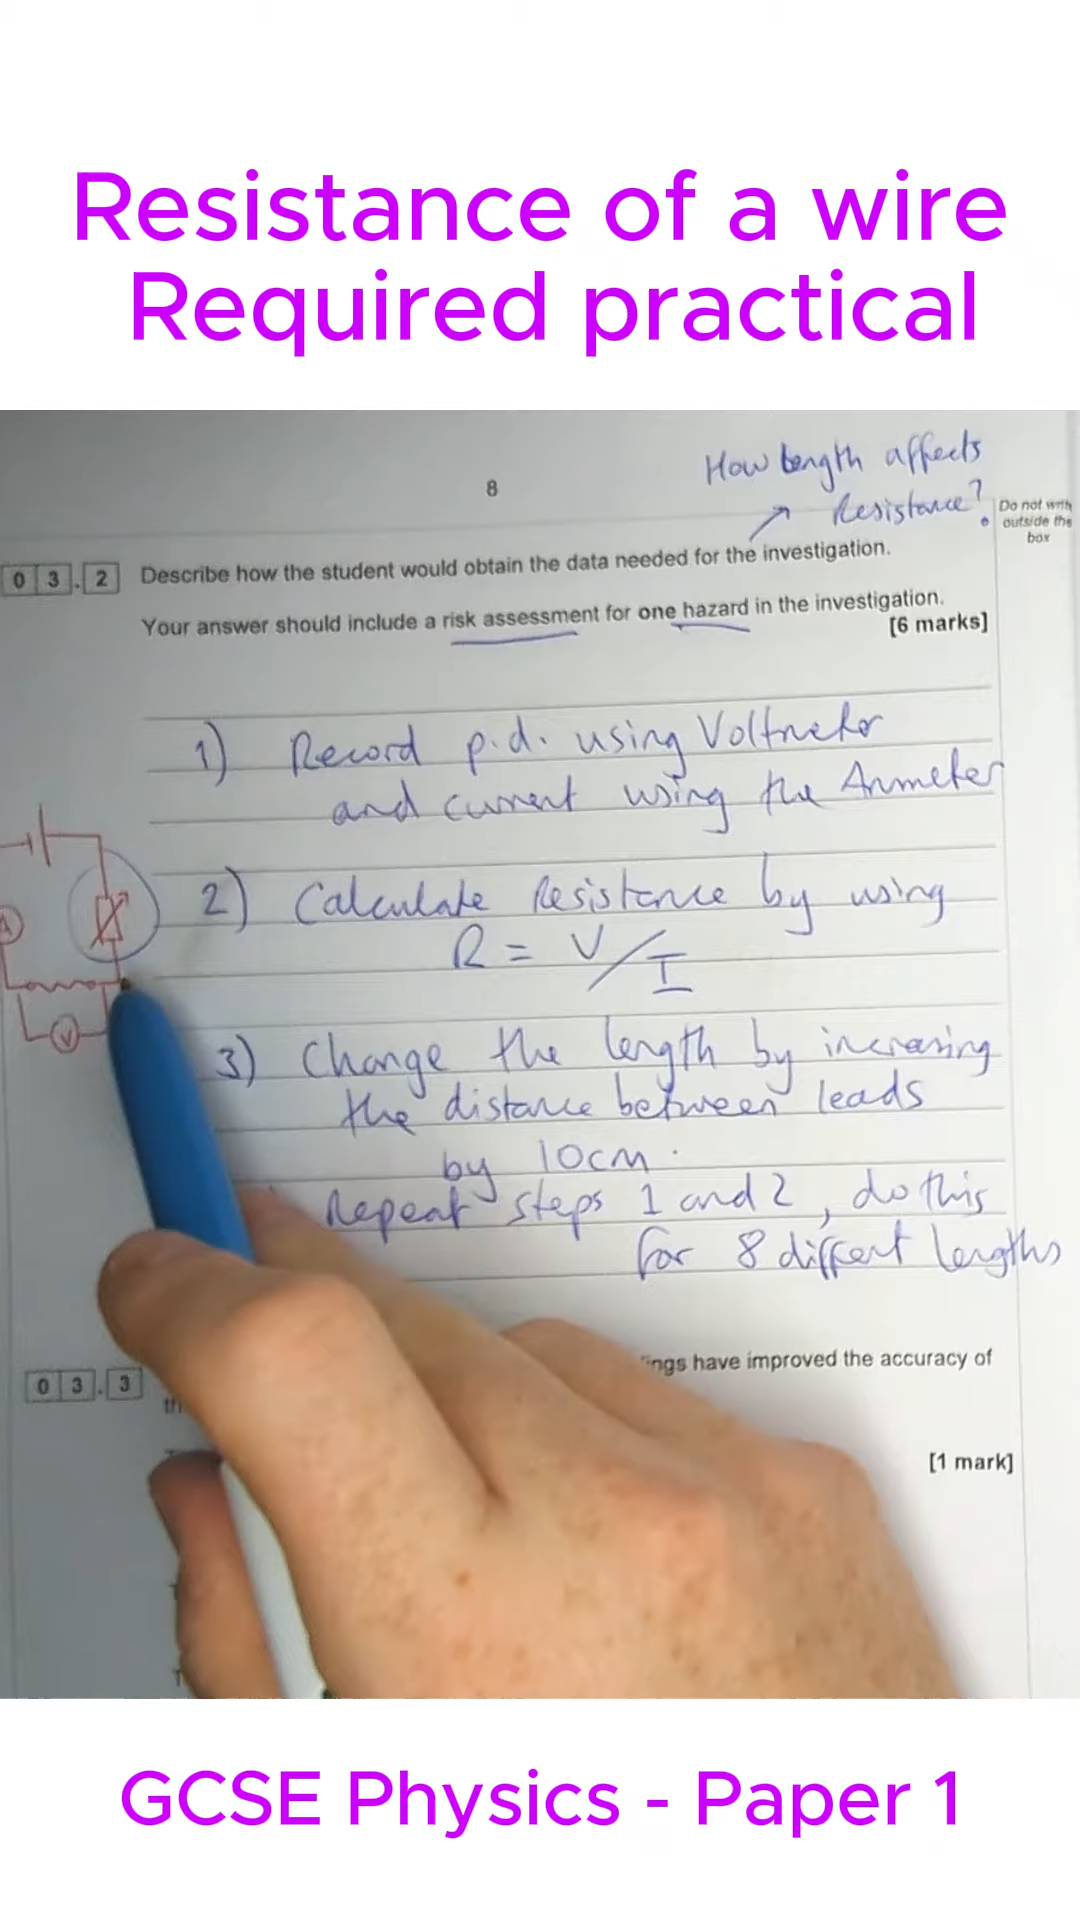 Resistance of a wire
Required practical
How length affects
Resistance?
8
Do not write
outside the
box
0 3 . 2 Describe how the student would obtain the data needed for the investigation.
Your answer should include a risk assessment for one hazard in the investigation.
[6 marks]
1) Record p.d. using Voltmeter
and current using the Ammeter
2) Calculate Resistance by using
R = V/I
3) Change the length by increasing
the distance between leads
by 10cm.
Repeat steps 1 and 2, do this
for 8 different lengths
A
V
0 3 . 3
ings have improved the accuracy of
th
[1 mark]
GCSE Physics - Paper 1